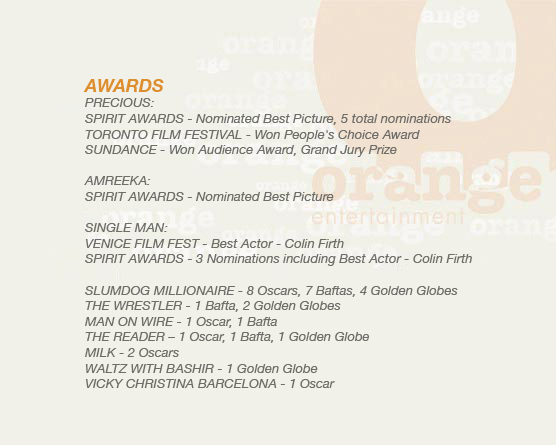 AWARDS
PRECIOUS:
SPIRIT AWARDS - Nominated Best Picture, 5 total nominations
TORONTO FILM FESTIVAL - Won People's Choice Award
SUNDANCE - Won Audience Award, Grand Jury Prize
AMREEKA:
SPIRIT AWARDS - Nominated Best Picture
SINGLE MAN:
VENICE FILM FEST - Best Actor - Colin Firth
SPIRIT AWARDS - 3 Nominations including Best Actor - Colin Firth
SLUMDOG MILLIONAIRE - 8 Oscars, 7 Baftas, 4 Golden Globes
THE WRESTLER - 1 Bafta, 2 Golden Globes
MAN ON WIRE - 1 Oscar, 1 Bafta
THE READER – 1 Oscar, 1 Bafta, 1 Golden Globe
MILK - 2 Oscars
WALTZ WITH BASHIR - 1 Golden Globe
VICKY CHRISTINA BARCELONA - 1 Oscar
orange
entertainment